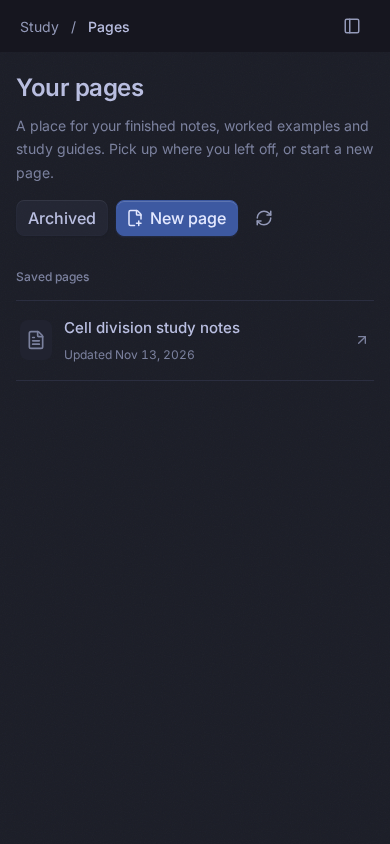 Study / Pages
Your pages
A place for your finished notes, worked examples and
study guides. Pick up where you left off, or start a new
page.
Archived
New page
Saved pages
Cell division study notes
Updated Nov 13, 2026